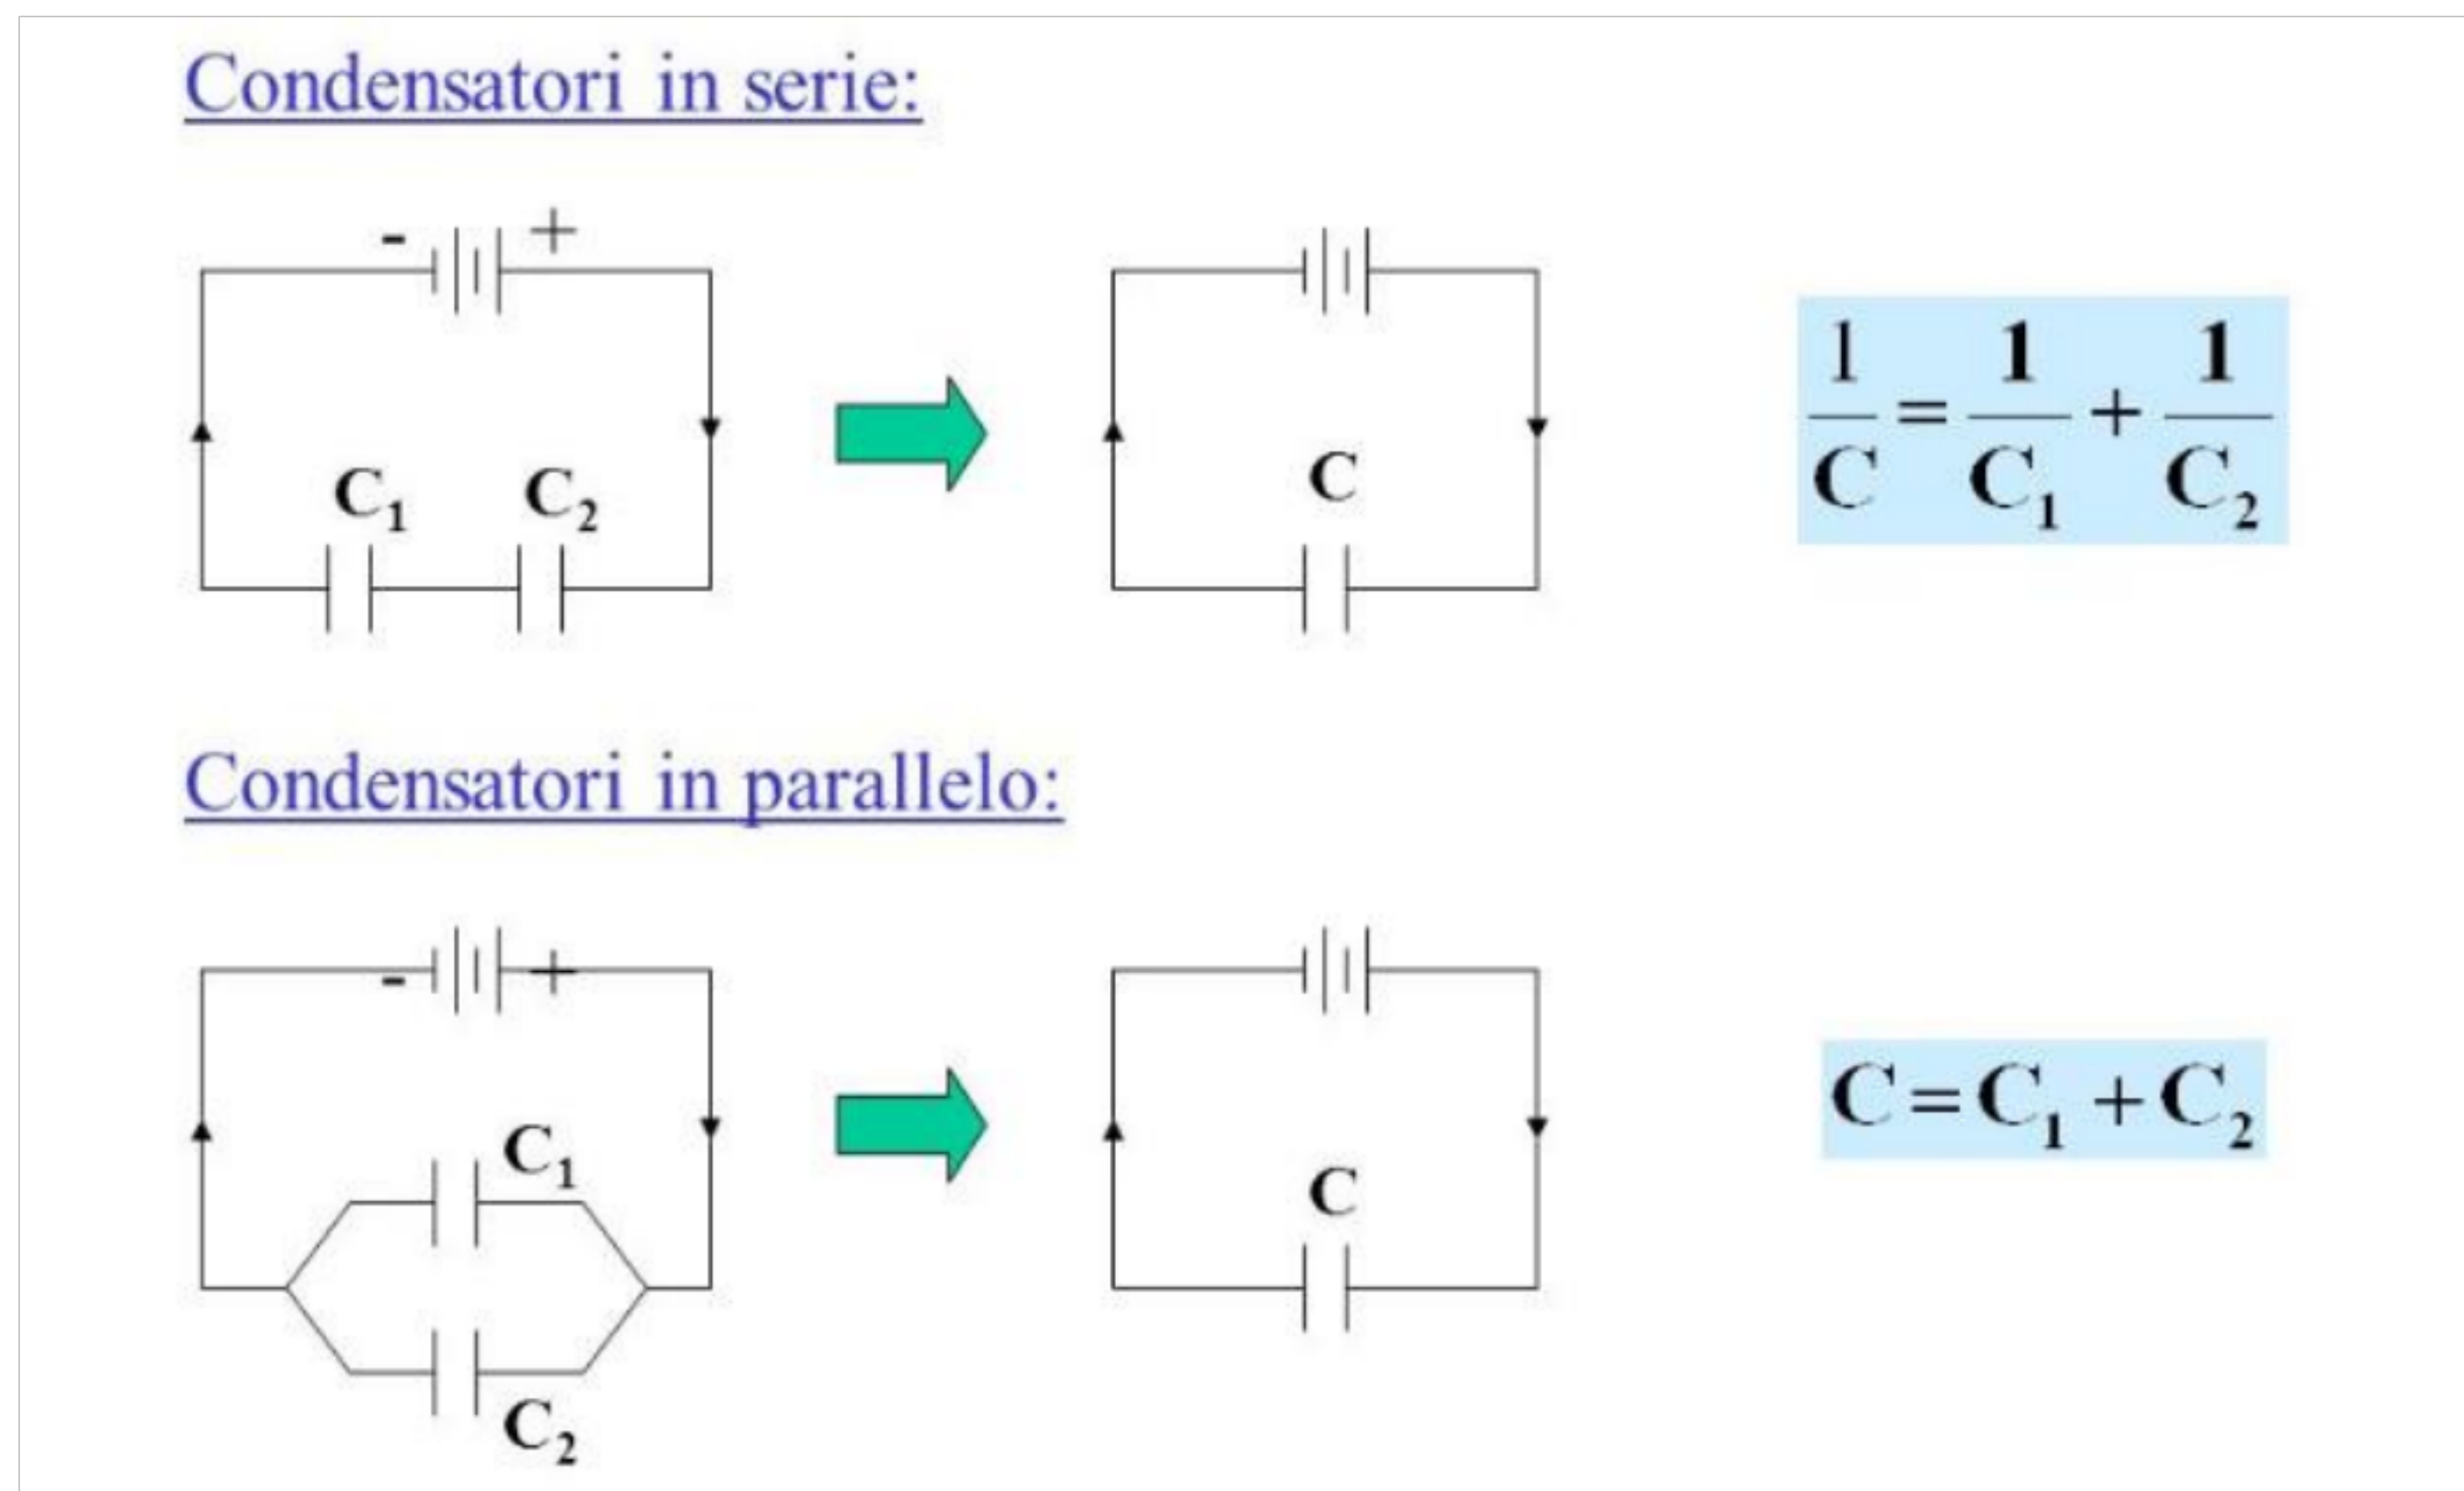 Condensatori in serie:
- +
C₁ C₂
C
1/C = 1/C₁ + 1/C₂
Condensatori in parallelo:
- +
C₁
C₂
C
C = C₁ + C₂